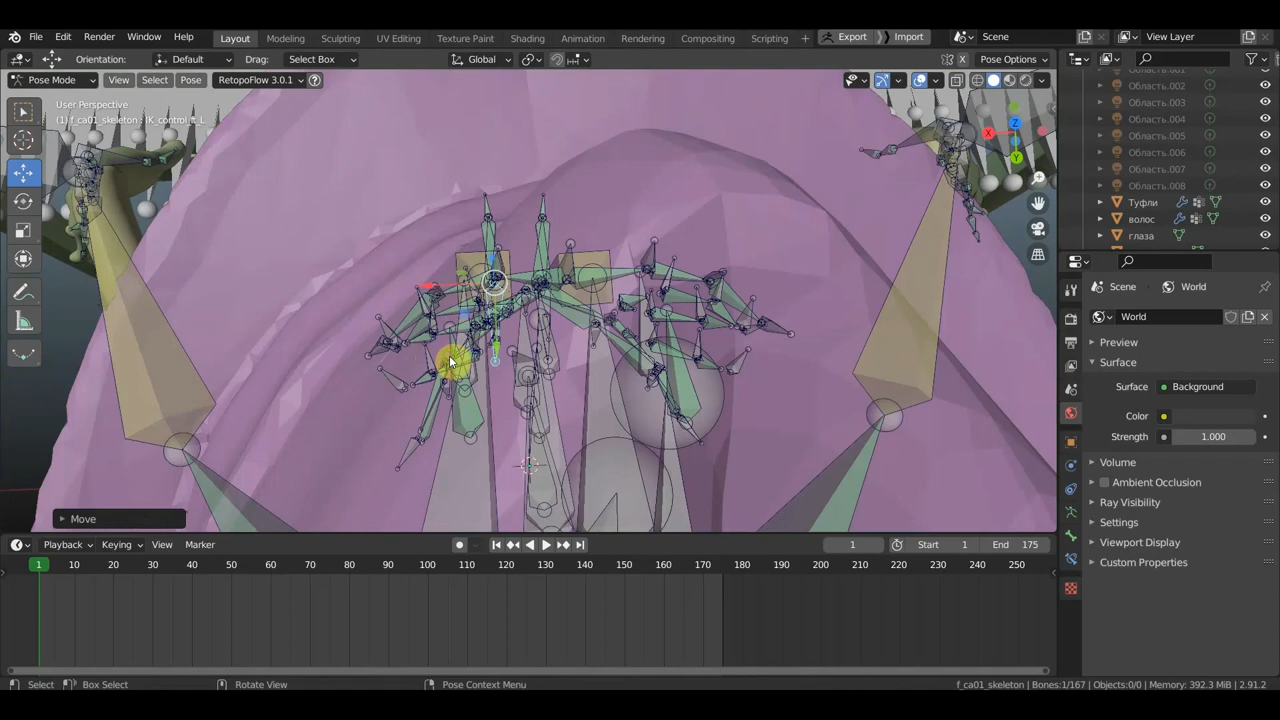 File Edit Render Window Help Layout Modeling Sculpting UV Editing Texture Paint Shading Animation Rendering Compositing Scripting + Export Import Scene View Layer
Orientation: Default Drag: Select Box Global
Pose Mode View Select Pose RetopoFlow 3.0.1 Pose Options
User Perspective
(1) f_ca01_skeleton : IK_control_ft_L
X
Z
Y
Область.002
Область.003
Область.004
Область.005
Область.006
Область.007
Область.008
Туфли
волос
глаза
Scene World
World
Preview
Surface
Surface Background
Color
Strength 1.000
Volume
Ambient Occlusion
Ray Visibility
Settings
Viewport Display
Custom Properties
Move
Playback Keying View Marker 1 Start 1 End 175
1 10 20 30 40 50 60 70 80 90 100 110 120 130 140 150 160 170 180 190 200 210 220 230 240 250
Select Box Select Rotate View Pose Context Menu f_ca01_skeleton | Bones:1/167 | Objects:0/0 | Memory: 392.3 MiB | 2.91.2